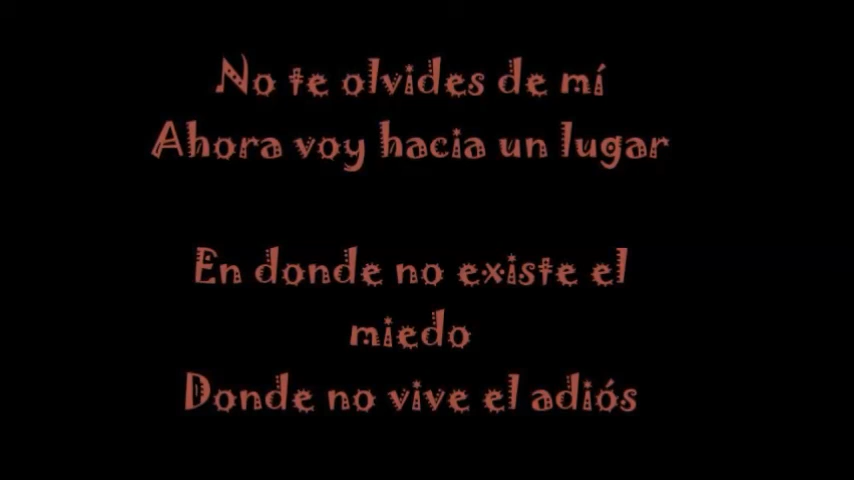 No te olvides de mí
Ahora voy hacia un lugar
En donde no existe el
miedo
Donde no vive el adiós